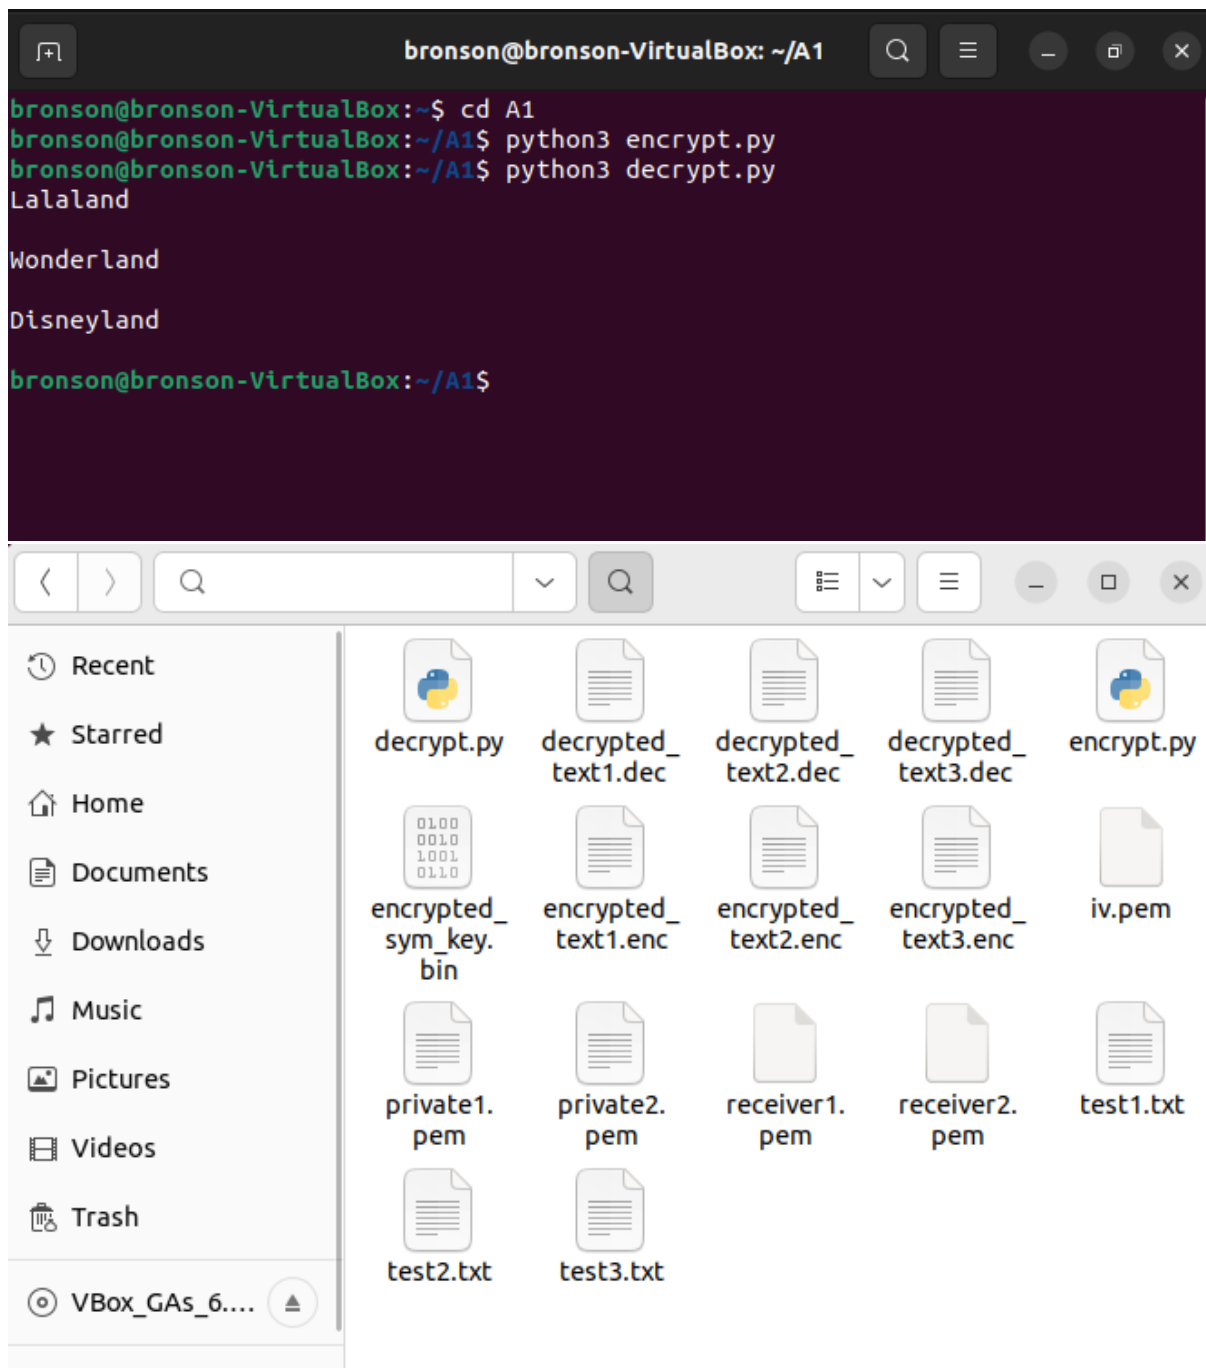 bronson@bronson-VirtualBox: ~/A1
bronson@bronson-VirtualBox:~$ cd A1
bronson@bronson-VirtualBox:~/A1$ python3 encrypt.py
bronson@bronson-VirtualBox:~/A1$ python3 decrypt.py
Lalaland
Wonderland
Disneyland
bronson@bronson-VirtualBox:~/A1$
Recent
Starred
Home
Documents
Downloads
Music
Pictures
Videos
Trash
VBox_GAs_6....
decrypt.py
decrypted_
text1.dec
decrypted_
text2.dec
decrypted_
text3.dec
encrypt.py
0100
0010
1001
0110
encrypted_
sym_key.
bin
encrypted_
text1.enc
encrypted_
text2.enc
encrypted_
text3.enc
iv.pem
private1.
pem
private2.
pem
receiver1.
pem
receiver2.
pem
test1.txt
test2.txt
test3.txt